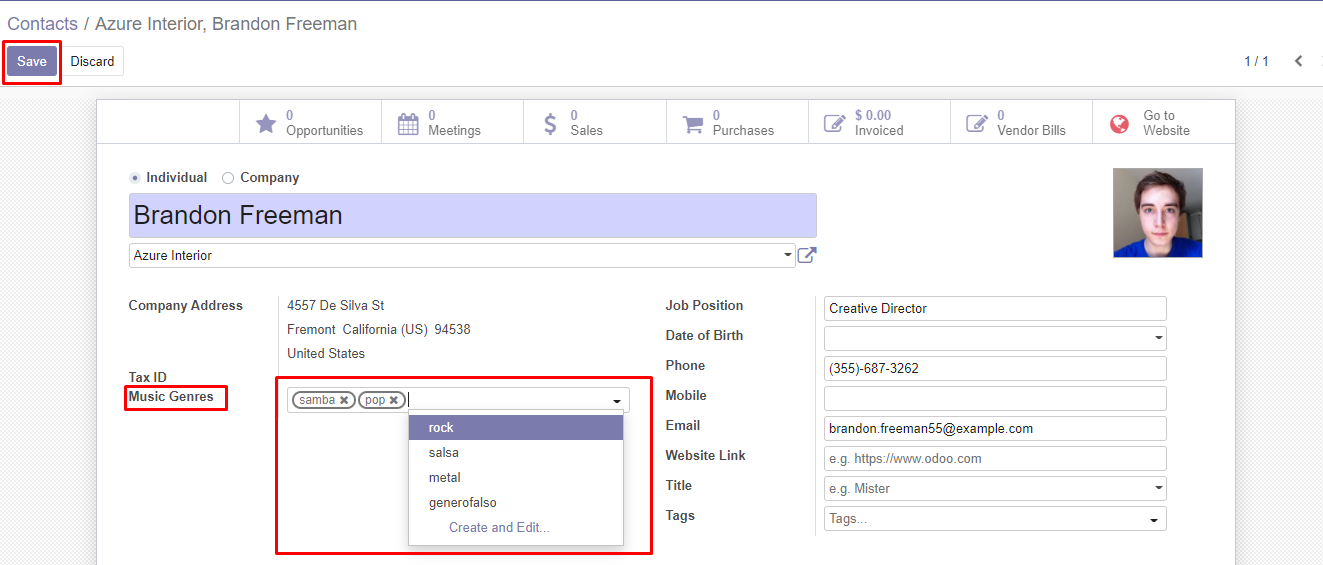 Contacts / Azure Interior, Brandon Freeman
Save Discard 1 / 1
0 Opportunities
0 Meetings
$ 0 Sales
0 Purchases
$ 0.00 Invoiced
0 Vendor Bills
Go to Website
Individual Company
Brandon Freeman
Azure Interior
Company Address
4557 De Silva St
Fremont California (US) 94538
United States
Tax ID
Music Genres
samba pop
rock
salsa
metal
generofalso
Create and Edit...
Job Position Creative Director
Date of Birth
Phone (355)-687-3262
Mobile
Email brandon.freeman55@example.com
Website Link e.g. https://www.odoo.com
Title e.g. Mister
Tags Tags...